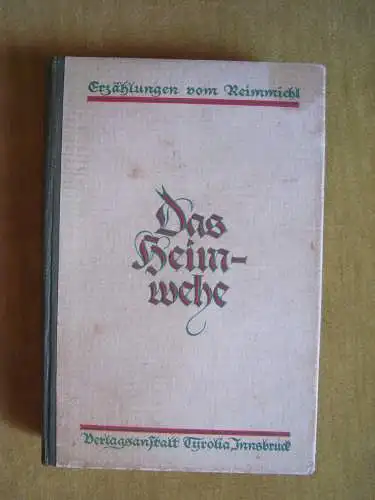 Erzählungen vom Reimmichl
Das
Heim-
wehe
Verlagsanstalt Tyrolia, Innsbruck